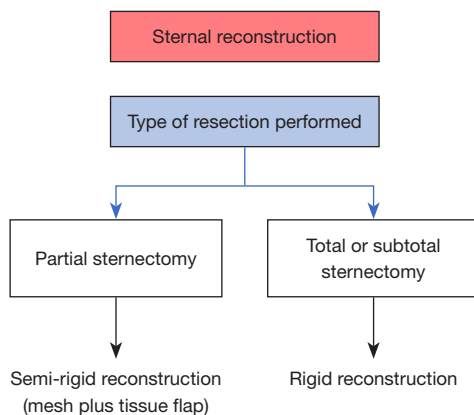 Sternal reconstruction
Type of resection performed
Partial sternectomy
Total or subtotal
sternectomy
Semi-rigid reconstruction
(mesh plus tissue flap)
Rigid reconstruction